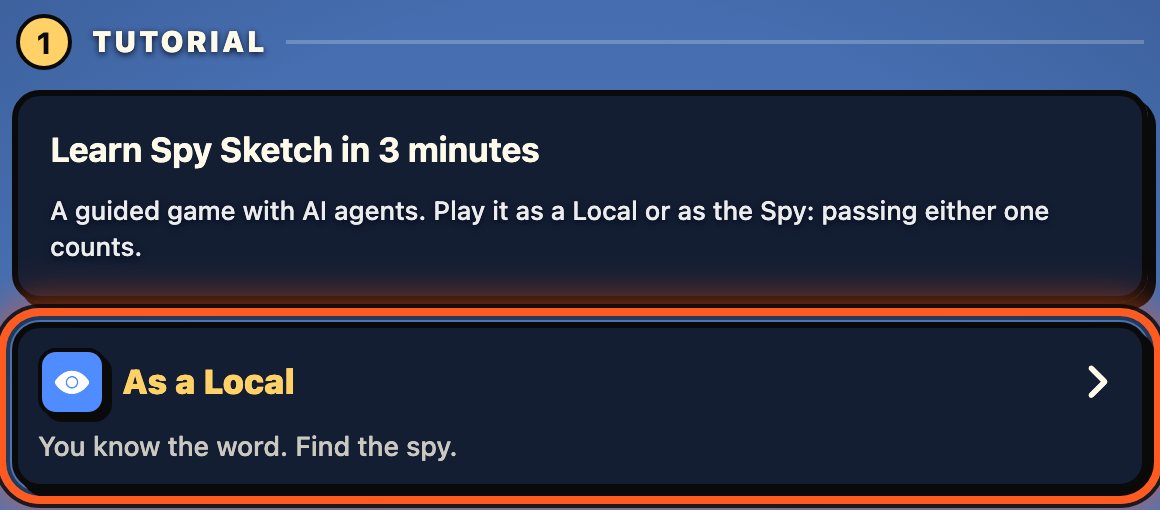 1 TUTORIAL
Learn Spy Sketch in 3 minutes
A guided game with AI agents. Play it as a Local or as the Spy: passing either one
counts.
As a Local
You know the word. Find the spy.